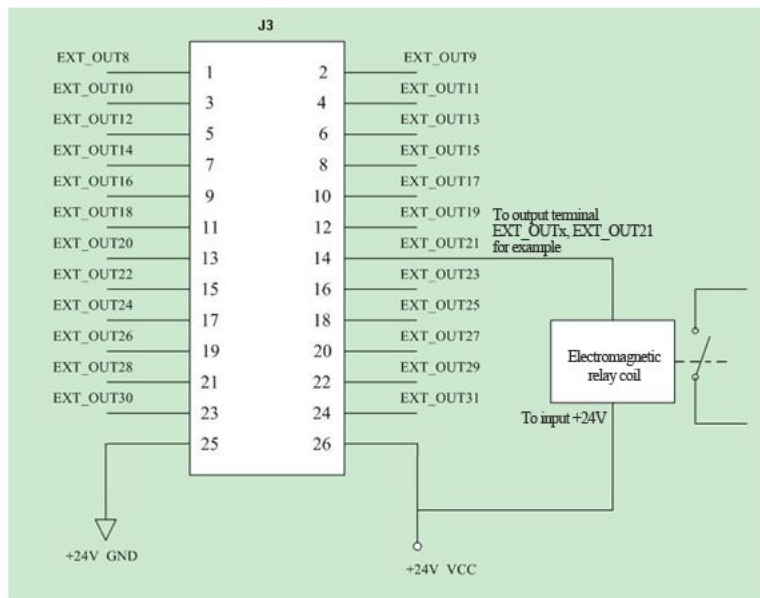 J3
EXT_OUT8
1
2
EXT_OUT9
EXT_OUT10
3
4
EXT_OUT11
EXT_OUT12
5
6
EXT_OUT13
EXT_OUT14
7
8
EXT_OUT15
EXT_OUT16
9
10
EXT_OUT17
EXT_OUT18
11
12
EXT_OUT19
To output terminal
EXT_OUTx, EXT_OUT21
for example
EXT_OUT20
13
14
EXT_OUT21
EXT_OUT22
15
16
EXT_OUT23
EXT_OUT24
17
18
EXT_OUT25
EXT_OUT26
19
20
EXT_OUT27
Electromagnetic
relay coil
EXT_OUT28
21
22
EXT_OUT29
EXT_OUT30
23
24
EXT_OUT31
To input +24V
25
26
+24V GND
+24V VCC